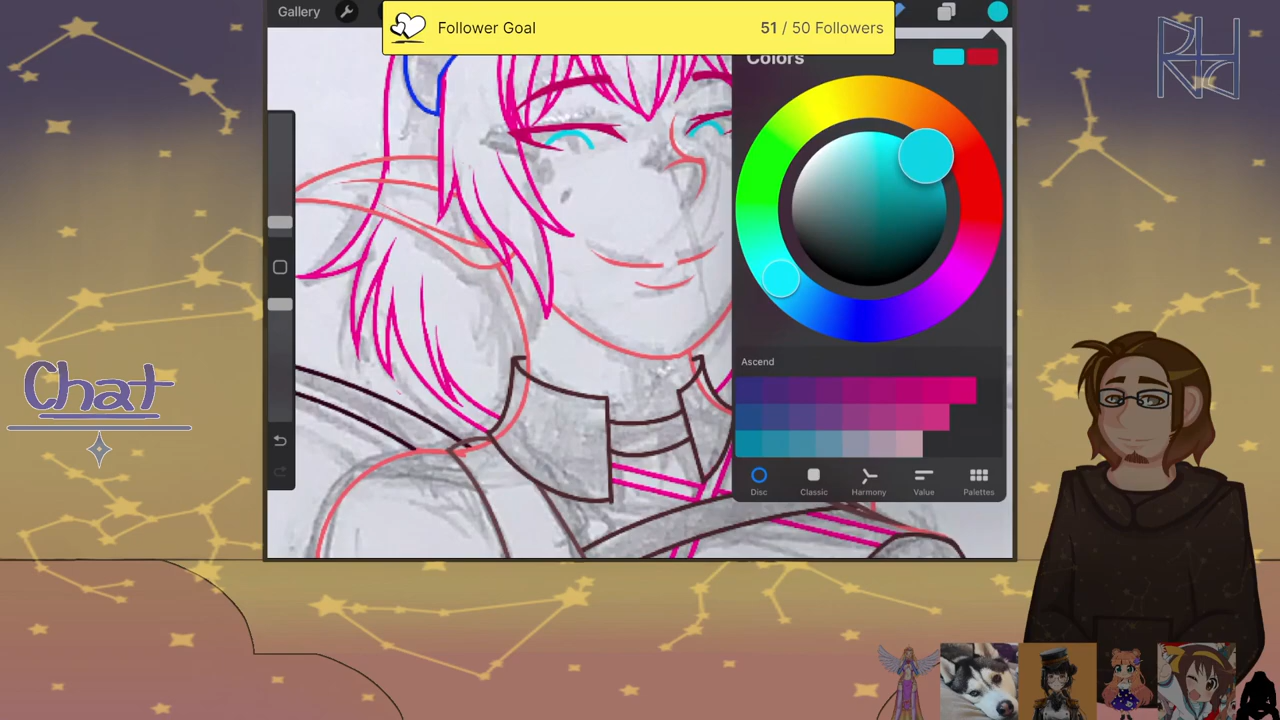 Gallery
Follower Goal
51 / 50 Followers
Colors
Chat
Ascend
Disc
Classic
Harmony
Value
Palettes